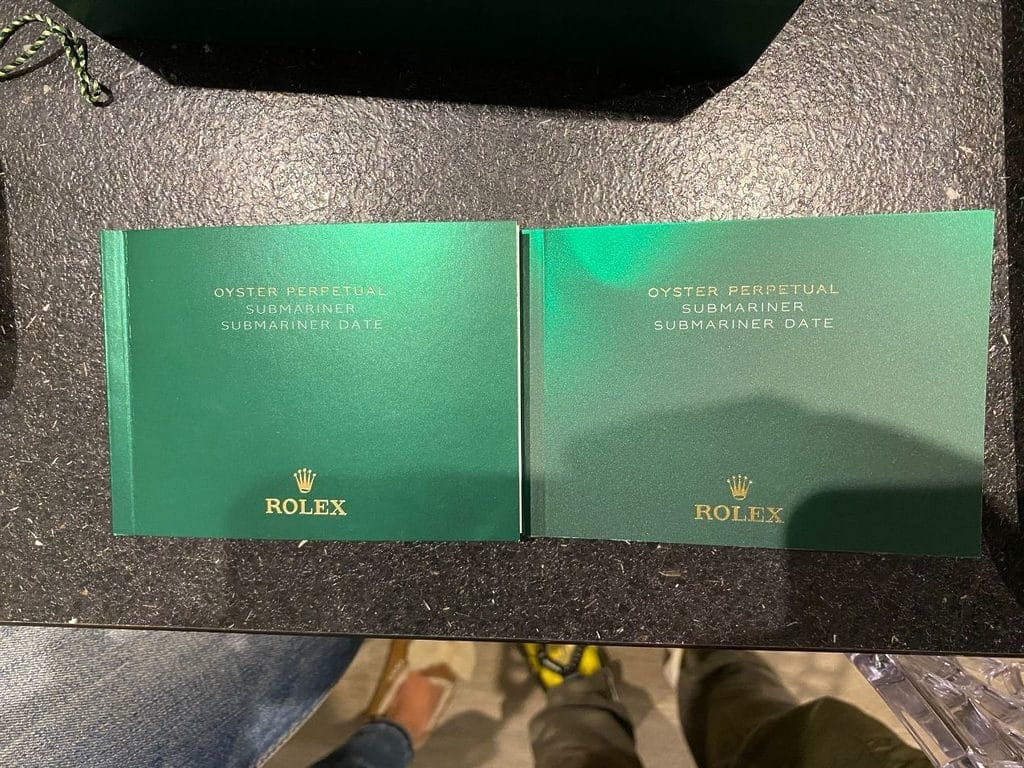 OYSTER PERPETUAL
SUBMARINER
SUBMARINER DATE
ROLEX
OYSTER PERPETUAL
SUBMARINER
SUBMARINER DATE
ROLEX